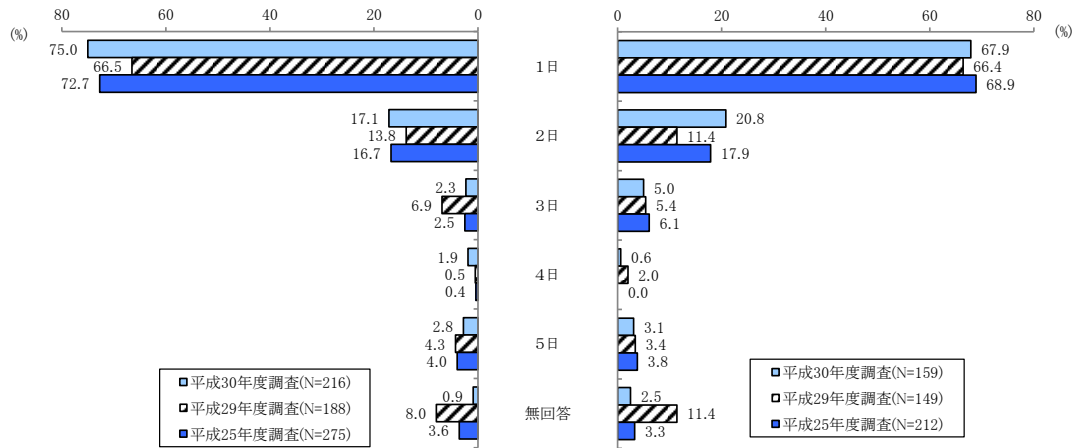 80 60 40 20 0 0 20 40 60 80
(%) (%)
75.0 67.9
66.5 1日 66.4
72.7 68.9
17.1 20.8
13.8 2日 11.4
16.7 17.9
2.3 5.0
6.9 3日 5.4
2.5 6.1
1.9 0.6
0.5 4日 2.0
0.4 0.0
2.8 3.1
4.3 5日 3.4
4.0 3.8
0.9 2.5
8.0 無回答 11.4
3.6 3.3
平成30年度調査(N=216)
平成29年度調査(N=188)
平成25年度調査(N=275)
平成30年度調査(N=159)
平成29年度調査(N=149)
平成25年度調査(N=212)